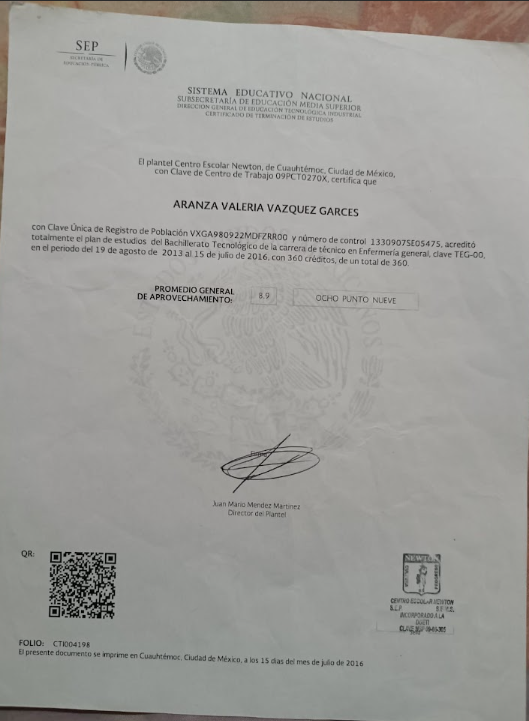 SEP
SECRETARÍA DE
EDUCACIÓN PÚBLICA
SISTEMA EDUCATIVO NACIONAL
SUBSECRETARÍA DE EDUCACIÓN MEDIA SUPERIOR
DIRECCIÓN GENERAL DE EDUCACIÓN TECNOLÓGICA INDUSTRIAL
CERTIFICADO DE TERMINACIÓN DE ESTUDIOS
El plantel Centro Escolar Newton, de Cuauhtémoc, Ciudad de México,
con Clave de Centro de Trabajo 09PCT0270X, certifica que
ARANZA VALERIA VAZQUEZ GARCES
con Clave Única de Registro de Población VXGA980922MDFZRR00 y número de control 13309075E05475, acreditó
totalmente el plan de estudios del Bachillerato Tecnológico de la carrera de técnico en Enfermería general, clave TEG-00,
en el periodo del 19 de agosto de 2013 al 15 de julio de 2016, con 360 créditos, de un total de 360.
PROMEDIO GENERAL
DE APROVECHAMIENTO:
8.9
OCHO PUNTO NUEVE
Juan Mario Méndez Martínez
Director del Plantel
QR:
NEWTON
CENTRO ESCOLAR NEWTON
INCORPORADO A LA
DGETI
FOLIO: CTI004198
El presente documento se imprime en Cuauhtémoc, Ciudad de México, a los 15 días del mes de julio de 2016